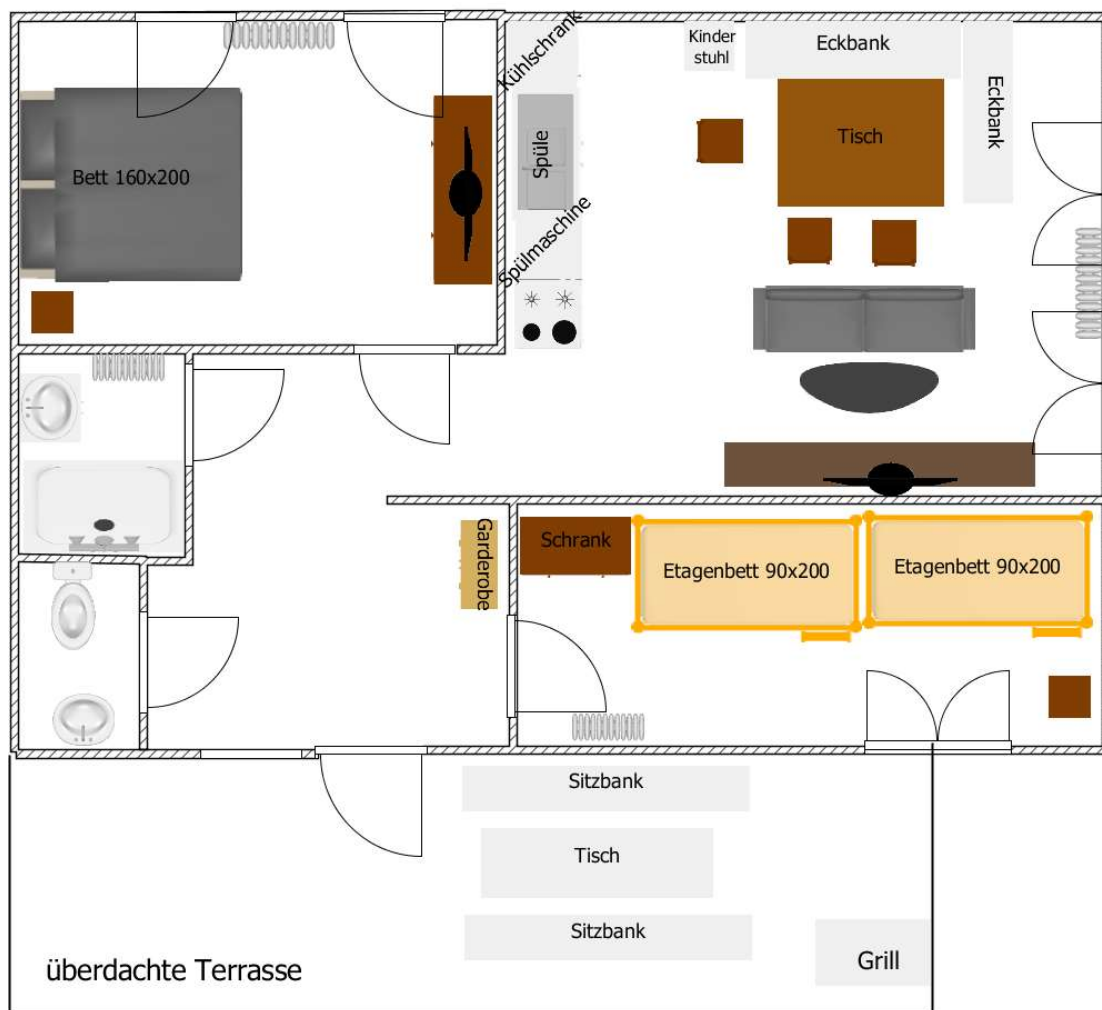 Kühlschrank
Kinder
stuhl
Eckbank
Eckbank
Spüle
Tisch
Bett 160x200
Spülmaschine
Garderobe
Schrank
Etagenbett 90x200
Etagenbett 90x200
Sitzbank
Tisch
Sitzbank
Grill
überdachte Terrasse